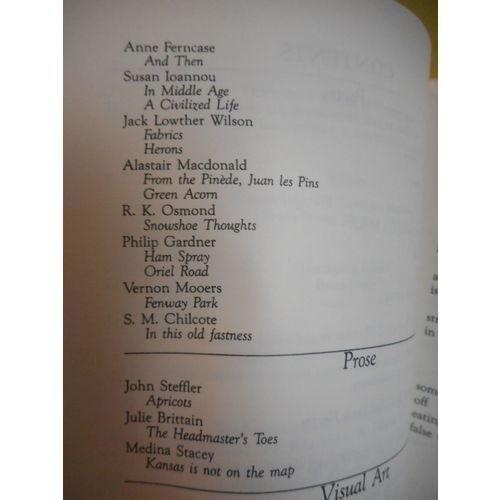 Anne Ferncase
And Then
Susan Ioannou
In Middle Age
A Civilized Life
Jack Lowther Wilson
Fabrics
Herons
Alastair Macdonald
From the Pinède, Juan les Pins
Green Acorn
R. K. Osmond
Snowshoe Thoughts
Philip Gardner
Ham Spray
Oriel Road
Vernon Mooers
Fenway Park
S. M. Chilcote
In this old fastness
Prose
John Steffler
Apricots
Julie Brittain
The Headmaster's Toes
Medina Stacey
Kansas is not on the map
Visual Art